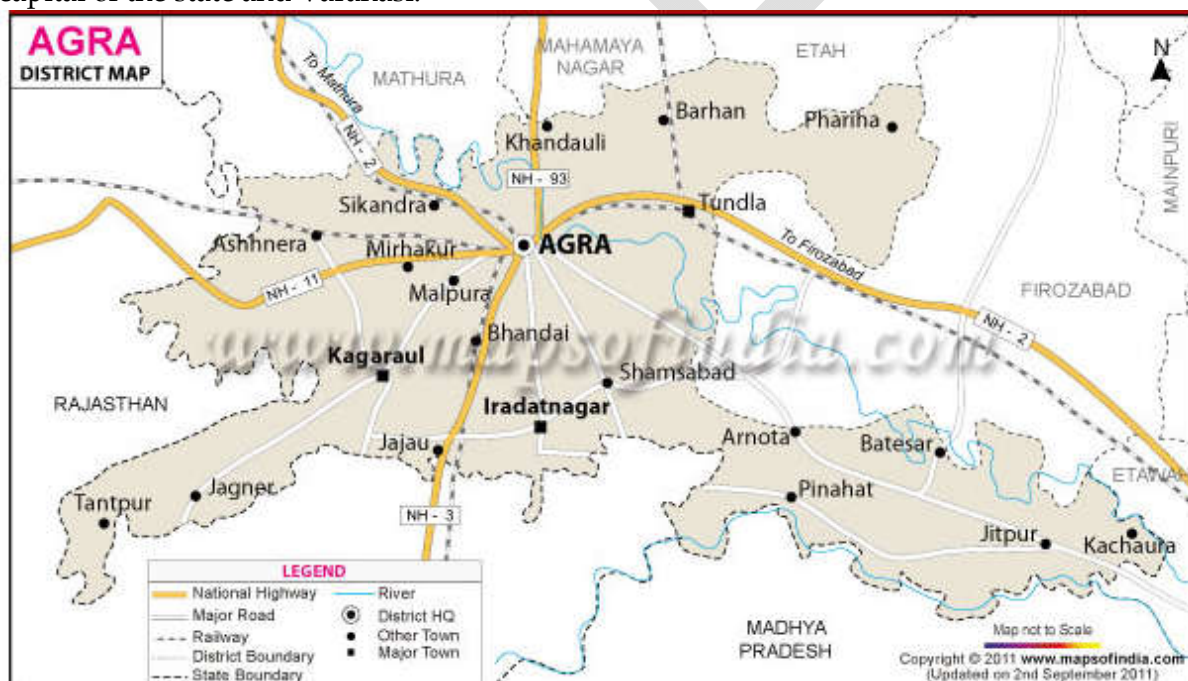 capital of the state and Varanasi.
AGRA
DISTRICT MAP
N
MATHURA
MAHAMAYA
NAGAR
ETAH
MAINPURI
To Mathura
NH - 2
Khandauli
Barhan
Phariha
NH - 93
Sikandra
Tundla
Ashhnera
Mirhakur
AGRA
To Firozabad
NH - 11
Malpura
FIROZABAD
NH - 2
Bhandai
www.mapsofindia.com
Kagaraul
Shamsabad
RAJASTHAN
Iradatnagar
Jajau
Arnota
Batesar
ETAWAH
Tantpur
Jagner
NH - 3
Pinahat
Jitpur
Kachaura
LEGEND
National Highway
River
Major Road
District HQ
Railway
Other Town
District Boundary
Major Town
State Boundary
MADHYA
PRADESH
Map not to Scale
Copyright © 2011 www.mapsofindia.com
(Updated on 2nd September 2011)